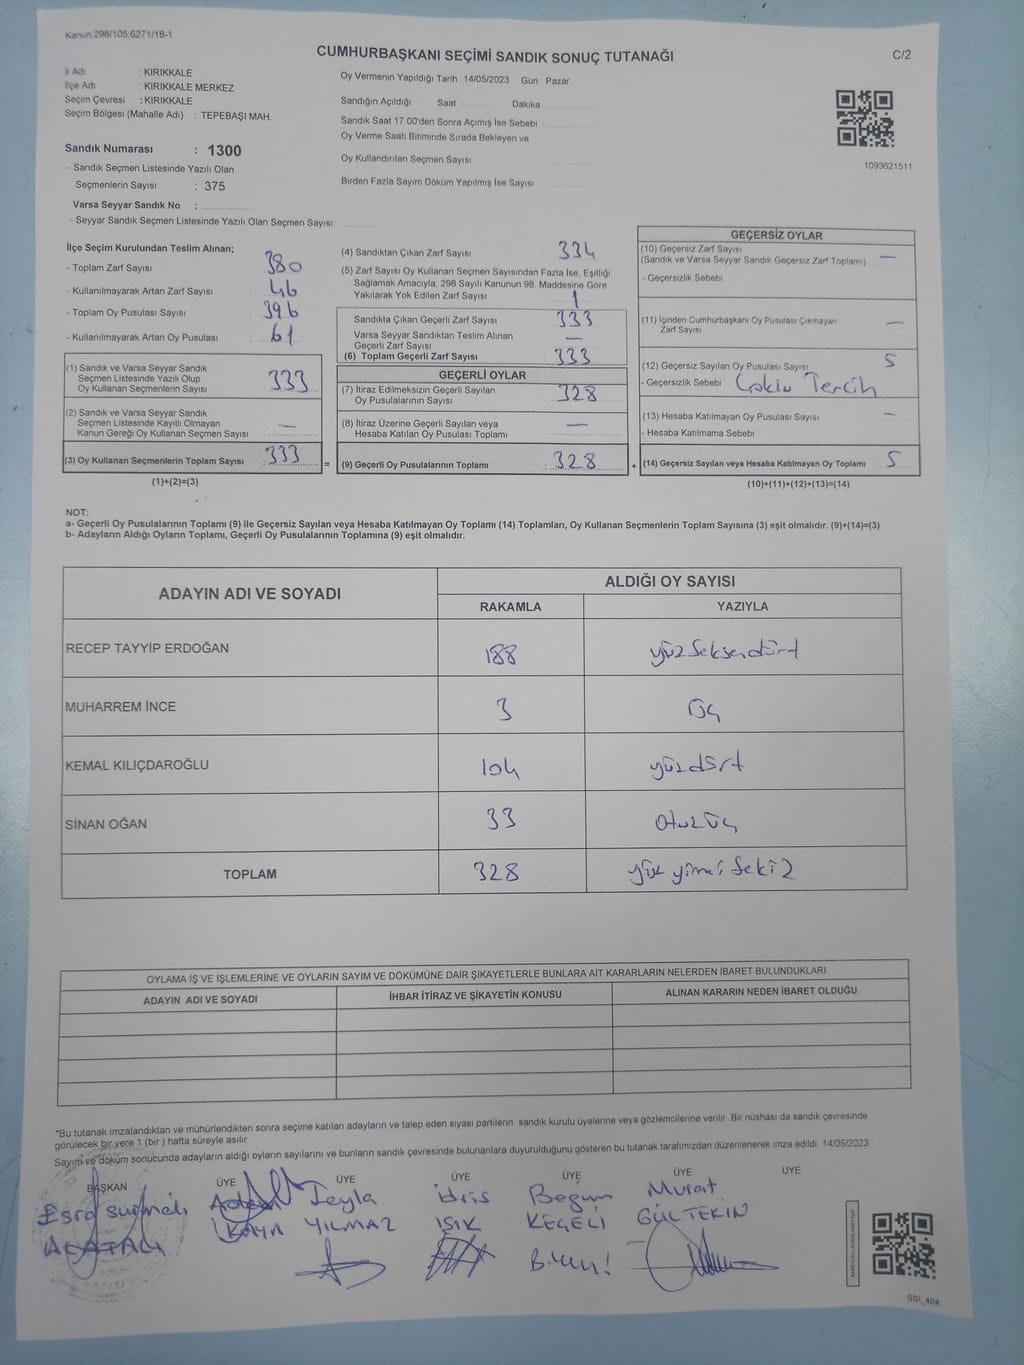 Kanun:298/105,6271/18-1
CUMHURBAŞKANI SEÇİMİ SANDIK SONUÇ TUTANAĞI
C/2
İl Adı : KIRIKKALE
İlçe Adı : KIRIKKALE MERKEZ
Seçim Çevresi : KIRIKKALE
Seçim Bölgesi (Mahalle Adı) : TEPEBAŞI MAH.
Oy Vermenin Yapıldığı Tarih 14/05/2023 Gün : Pazar
Sandığın Açıldığı Saat Dakika
Sandık Saat 17:00'den Sonra Açımış İse Sebebi
Oy Verme Saati Bitiminde Sırada Bekleyen ve
Oy Kullandırılan Seçmen Sayısı
Birden Fazla Sayım Döküm Yapılmış İse Sayısı
1093621511
Sandık Numarası : 1300
- Sandık Seçmen Listesinde Yazılı Olan
Seçmenlerin Sayısı : 375
Varsa Seyyar Sandık No :
- Seyyar Sandık Seçmen Listesinde Yazılı Olan Seçmen Sayısı:
İlçe Seçim Kurulundan Teslim Alınan;
- Toplam Zarf Sayısı : 380
- Kullanılmayarak Artan Zarf Sayısı : 46
- Toplam Oy Pusulası Sayısı : 396
- Kullanılmayarak Artan Oy Pusulası : 61
(1) Sandık ve Varsa Seyyar Sandık
Seçmen Listesinde Yazılı Olup
Oy Kullanan Seçmenlerin Sayısı : 333
(2) Sandık ve Varsa Seyyar Sandık
Seçmen Listesinde Kayıtlı Olmayan
Kanun Gereği Oy Kullanan Seçmen Sayısı : —
(3) Oy Kullanan Seçmenlerin Toplam Sayısı : 333
(1)+(2)=(3)
(4) Sandıktan Çıkan Zarf Sayısı : 334
(5) Zarf Sayısı Oy Kullanan Seçmen Sayısından Fazla İse, Eşitliği
Sağlamak Amacıyla; 298 Sayılı Kanunun 98. Maddesine Göre
Yakılarak Yok Edilen Zarf Sayısı : 1
Sandıkta Çıkan Geçerli Zarf Sayısı : 333
Varsa Seyyar Sandıktan Teslim Alınan
Geçerli Zarf Sayısı : —
(6) Toplam Geçerli Zarf Sayısı : 333
GEÇERLİ OYLAR
(7) İtiraz Edilmeksizin Geçerli Sayılan
Oy Pusulalarının Sayısı : 328
(8) İtiraz Üzerine Geçerli Sayılan veya
Hesaba Katılan Oy Pusulası Toplamı : —
= (9) Geçerli Oy Pusulalarının Toplamı : 328
GEÇERSİZ OYLAR
(10) Geçersiz Zarf Sayısı
(Sandık ve Varsa Seyyar Sandık Geçersiz Zarf Toplamı) : —
- Geçersizlik Sebebi :
(11) İçinden Cumhurbaşkanı Oy Pusulası Çıkmayan
Zarf Sayısı : —
(12) Geçersiz Sayılan Oy Pusulası Sayısı : 5
- Geçersizlik Sebebi : Çoklu Tercih
(13) Hesaba Katılmayan Oy Pusulası Sayısı : —
- Hesaba Katılmama Sebebi :
+ (14) Geçersiz Sayılan veya Hesaba Katılmayan Oy Toplamı : 5
(10)+(11)+(12)+(13)=(14)
NOT:
a- Geçerli Oy Pusulalarının Toplamı (9) ile Geçersiz Sayılan veya Hesaba Katılmayan Oy Toplamı (14) Toplamları, Oy Kullanan Seçmenlerin Toplam Sayısına (3) eşit olmalıdır. (9)+(14)=(3)
b- Adayların Aldığı Oyların Toplamı, Geçerli Oy Pusulalarının Toplamına (9) eşit olmalıdır.
ADAYIN ADI VE SOYADI
ALDIĞI OY SAYISI
RAKAMLA YAZIYLA
RECEP TAYYİP ERDOĞAN 188 yüzseksendört
MUHARREM İNCE 3 Üç
KEMAL KILIÇDAROĞLU 104 yüzdört
SİNAN OĞAN 33 otuzüç
TOPLAM 328 yüz yirmi sekiz
OYLAMA İŞ VE İŞLEMLERİNE VE OYLARIN SAYIM VE DÖKÜMÜNE DAİR ŞİKAYETLERLE BUNLARA AİT KARARLARIN NELERDEN İBARET BULUNDUKLARI
ADAYIN ADI VE SOYADI İHBAR İTİRAZ VE ŞİKAYETİN KONUSU ALINAN KARARIN NEDEN İBARET OLDUĞU
*Bu tutanak imzalandıktan ve mühürlendikten sonra seçime katılan adayların ve talep eden siyasi partilerin sandık kurulu üyelerine veya gözlemcilerine verilir. Bir nüshası da sandık çevresinde
görülecek bir yere 1 (bir ) hafta süreyle asılır.
Sayım ve döküm sonucunda adayların aldığı oyların sayılarını ve bunların sandık çevresinde bulunanlara duyurulduğunu gösteren bu tutanak tarafımızdan düzenlenerek imza edildi. 14/05/2023
BAŞKAN ÜYE ÜYE ÜYE ÜYE ÜYE ÜYE
Esra Leyla İdris Begüm Murat
KAYA YILMAZ IŞIK KEGELİ GÜLTEKİN
SSI_404